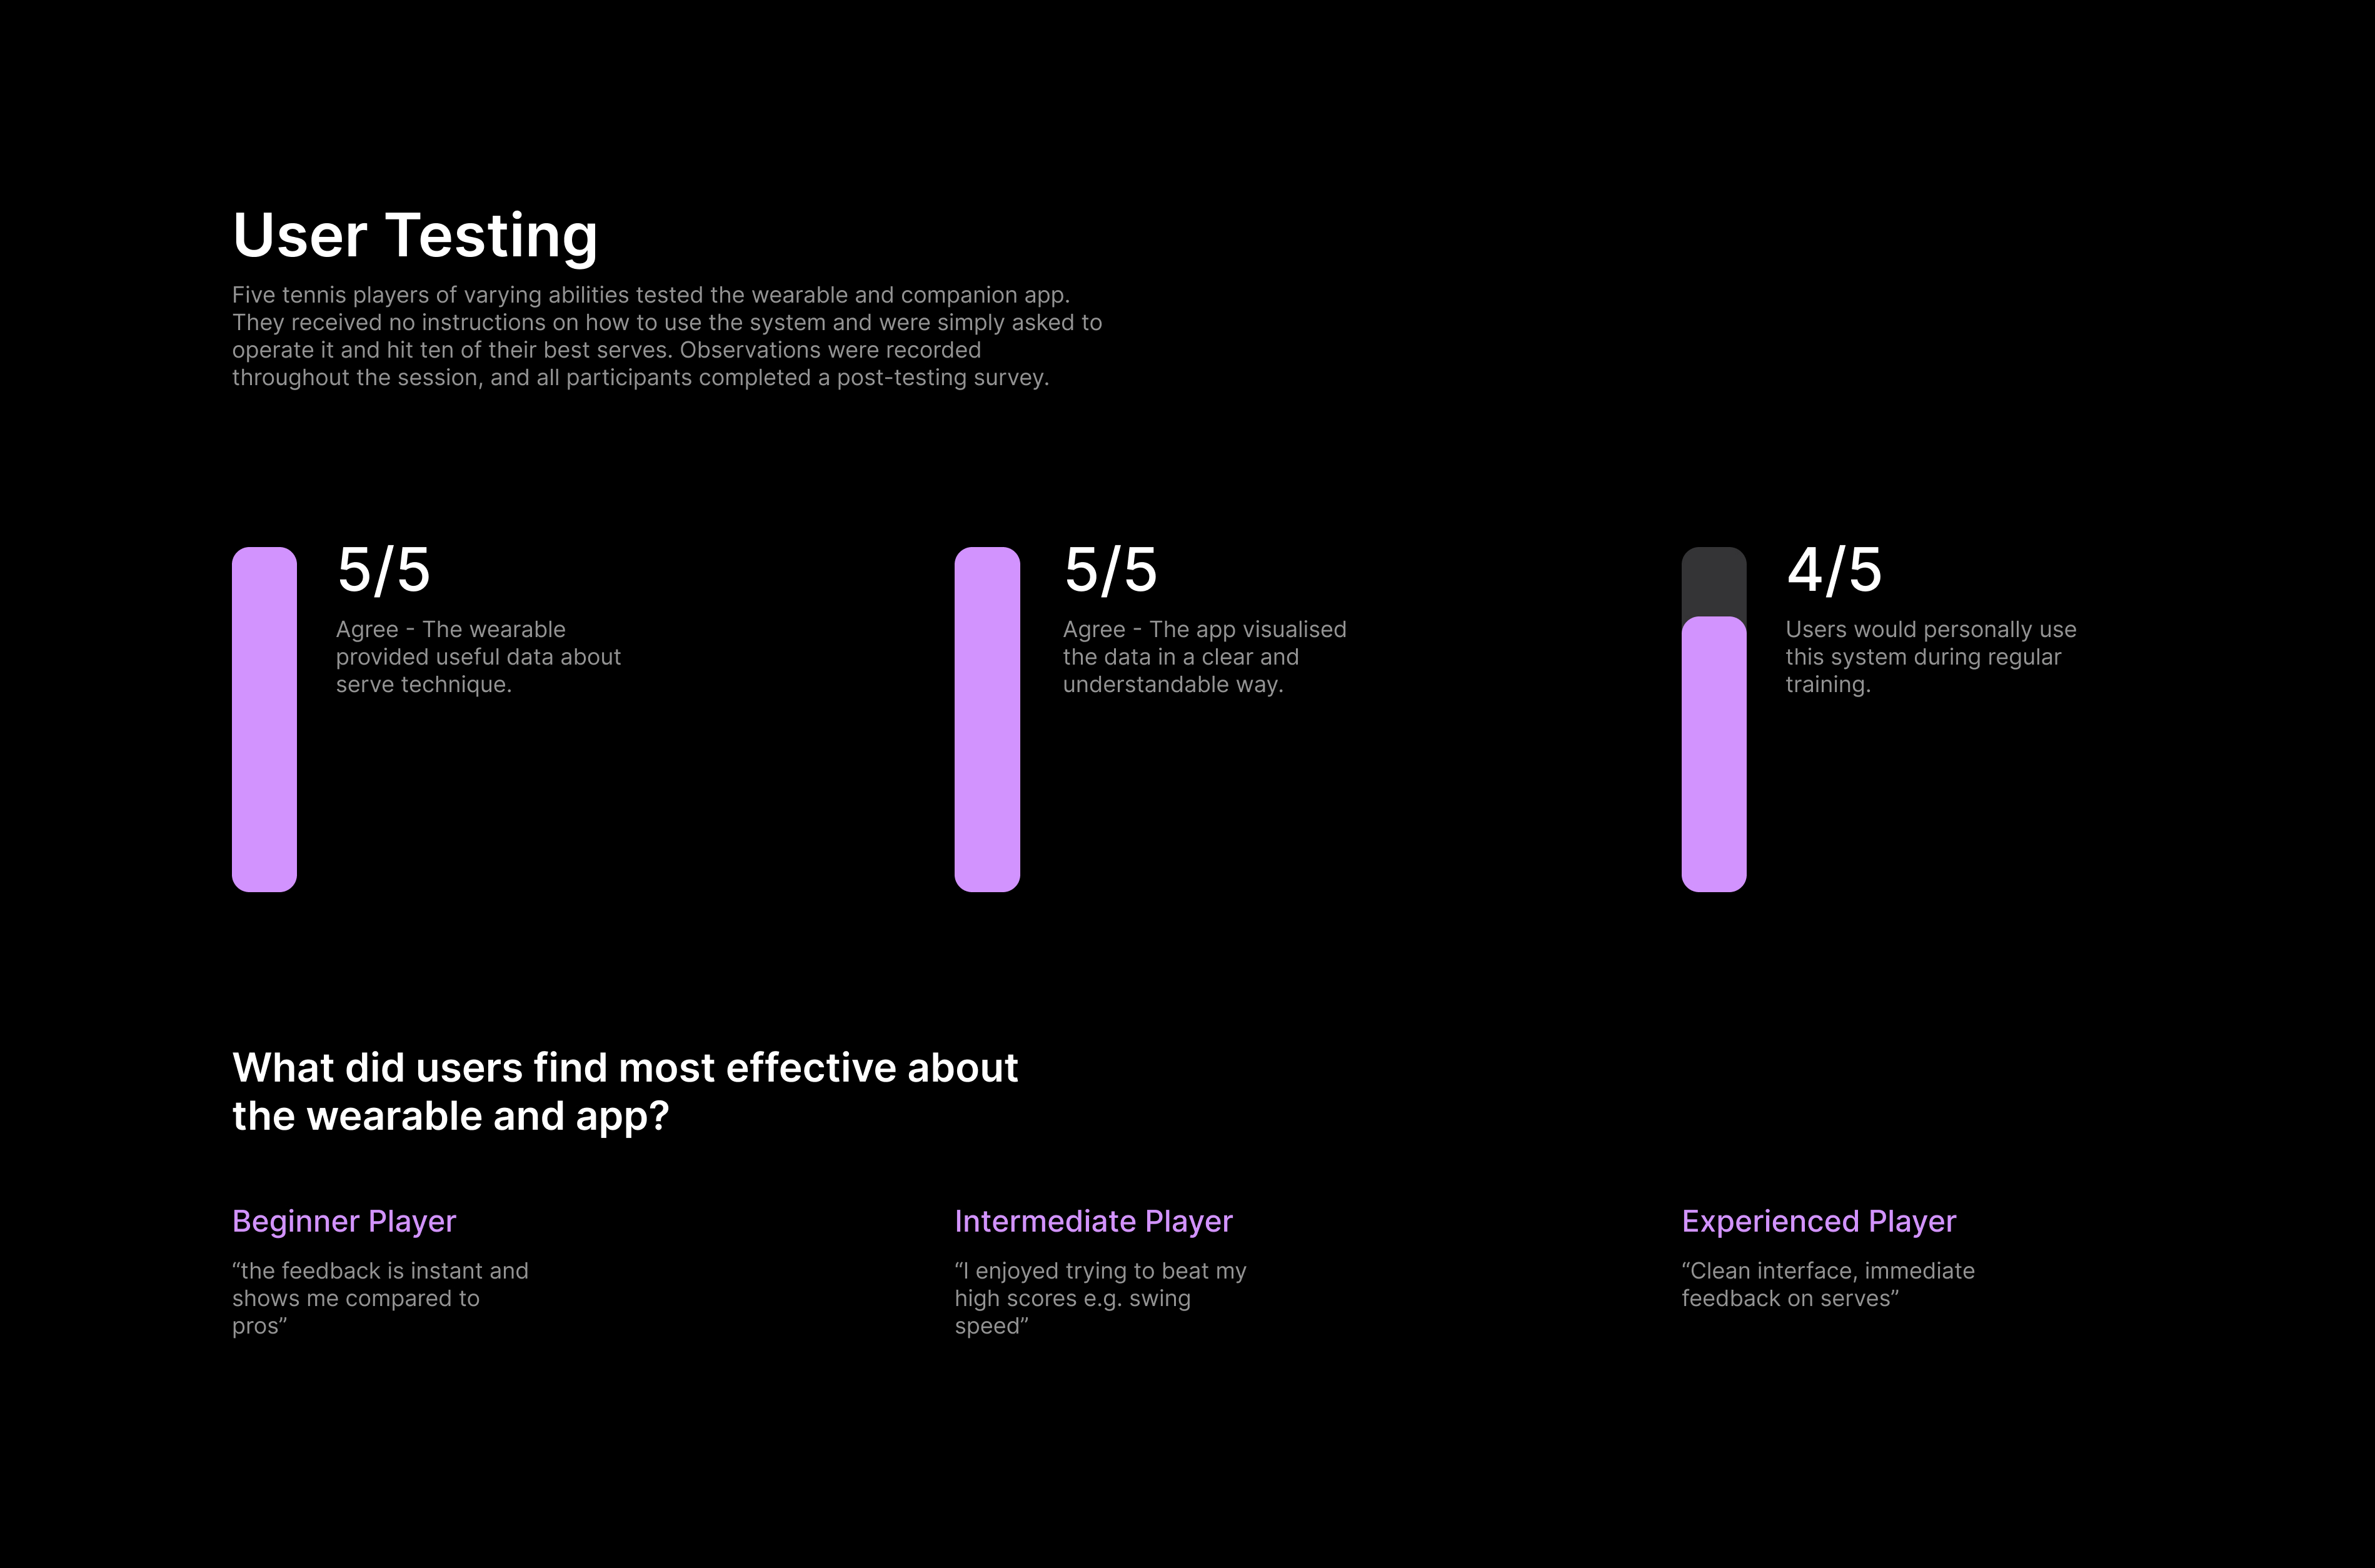 User Testing
Five tennis players of varying abilities tested the wearable and companion app.
They received no instructions on how to use the system and were simply asked to
operate it and hit ten of their best serves. Observations were recorded
throughout the session, and all participants completed a post-testing survey.
5/5
Agree - The wearable
provided useful data about
serve technique.
5/5
Agree - The app visualised
the data in a clear and
understandable way.
4/5
Users would personally use
this system during regular
training.
What did users find most effective about
the wearable and app?
Beginner Player
“the feedback is instant and
shows me compared to
pros”
Intermediate Player
“I enjoyed trying to beat my
high scores e.g. swing
speed”
Experienced Player
“Clean interface, immediate
feedback on serves”